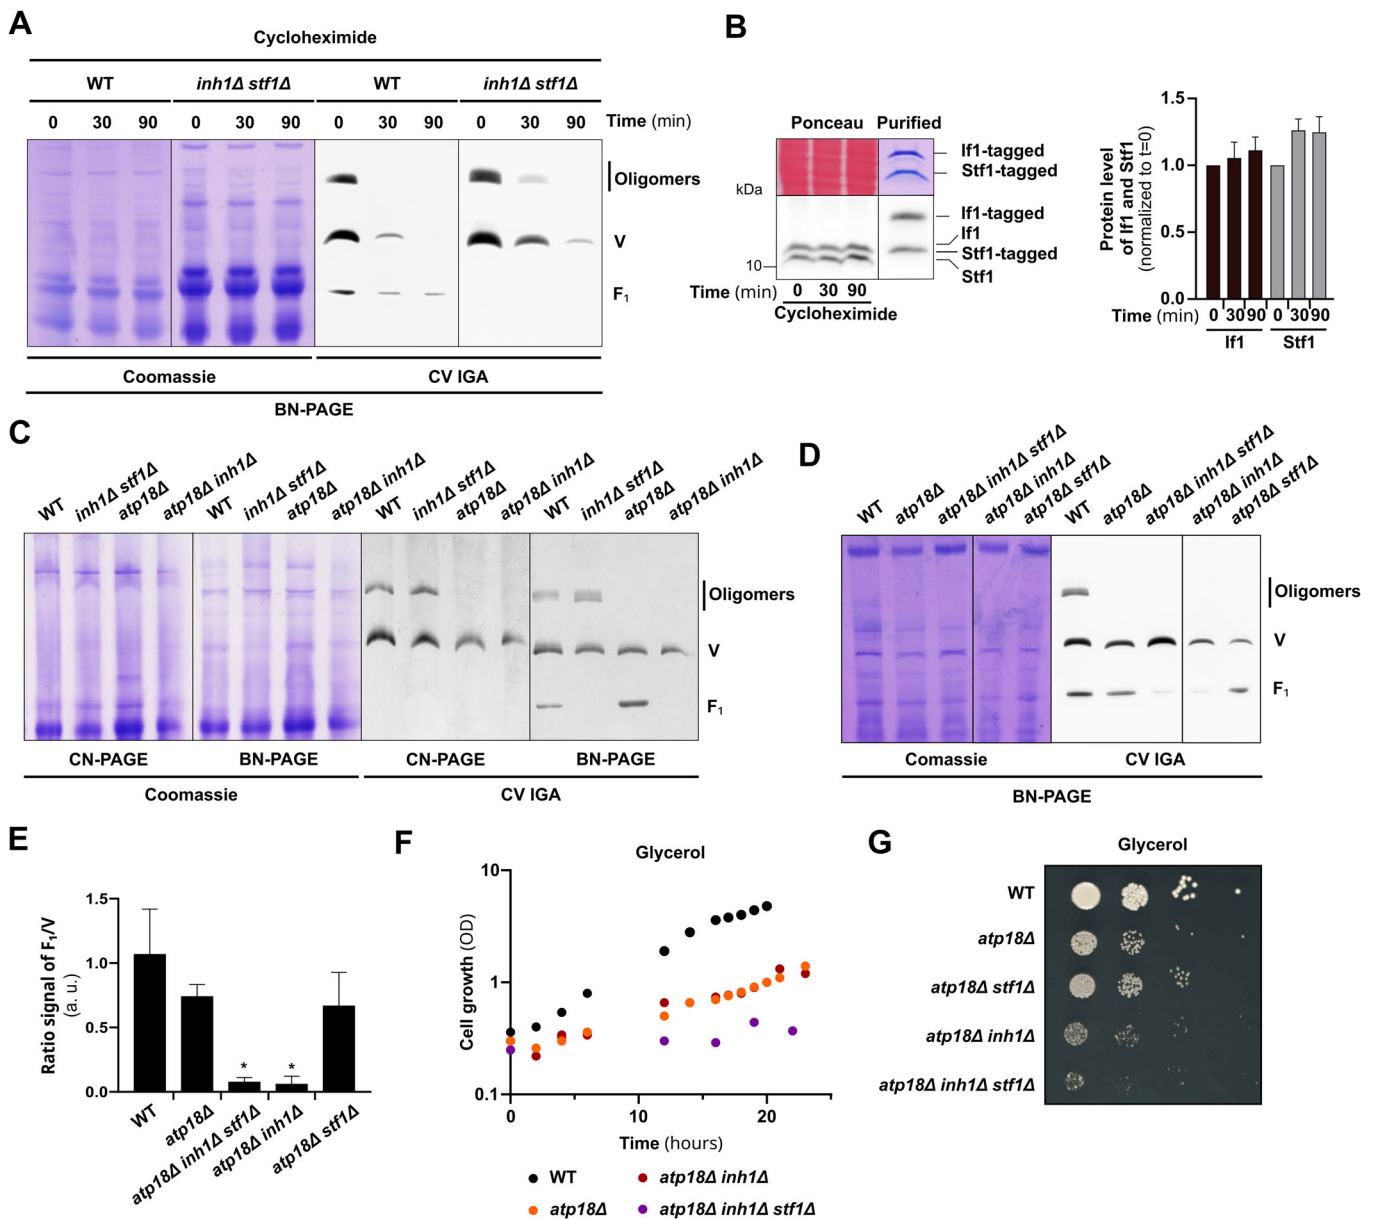 A
Cycloheximide
WT
inh1Δ stf1Δ
WT
inh1Δ stf1Δ
0 30 90 0 30 90 0 30 90 0 30 90 Time (min)
Oligomers
V
F₁
Coomassie
CV IGA
BN-PAGE
B
Ponceau Purified
If1-tagged
Stf1-tagged
kDa
If1-tagged
If1
Stf1-tagged
10
Stf1
Time (min) 0 30 90
Cycloheximide
Protein level
of If1 and Stf1
(normalized to t=0)
1.5
1.0
0.5
0.0
Time (min) 0 30 90 0 30 90
If1 Stf1
C
WT inh1Δ stf1Δ atp18Δ atp18Δ inh1Δ WT inh1Δ stf1Δ atp18Δ atp18Δ inh1Δ WT inh1Δ stf1Δ atp18Δ atp18Δ inh1Δ WT inh1Δ stf1Δ atp18Δ atp18Δ inh1Δ
Oligomers
V
F₁
CN-PAGE BN-PAGE CN-PAGE BN-PAGE
Coomassie CV IGA
D
WT atp18Δ atp18Δ inh1Δ stf1Δ atp18Δ inh1Δ atp18Δ stf1Δ WT atp18Δ atp18Δ inh1Δ stf1Δ atp18Δ inh1Δ atp18Δ stf1Δ
Oligomers
V
F₁
Comassie CV IGA
BN-PAGE
E
Ratio signal of F₁/V
(a. u.)
1.5
1.0
0.5
0.0
* *
WT atp18Δ atp18Δ inh1Δ stf1Δ atp18Δ inh1Δ atp18Δ stf1Δ
F
Glycerol
Cell growth (OD)
10
1
0.1
0 10 20
Time (hours)
WT atp18Δ inh1Δ
atp18Δ atp18Δ inh1Δ stf1Δ
G
Glycerol
WT
atp18Δ
atp18Δ stf1Δ
atp18Δ inh1Δ
atp18Δ inh1Δ stf1Δ